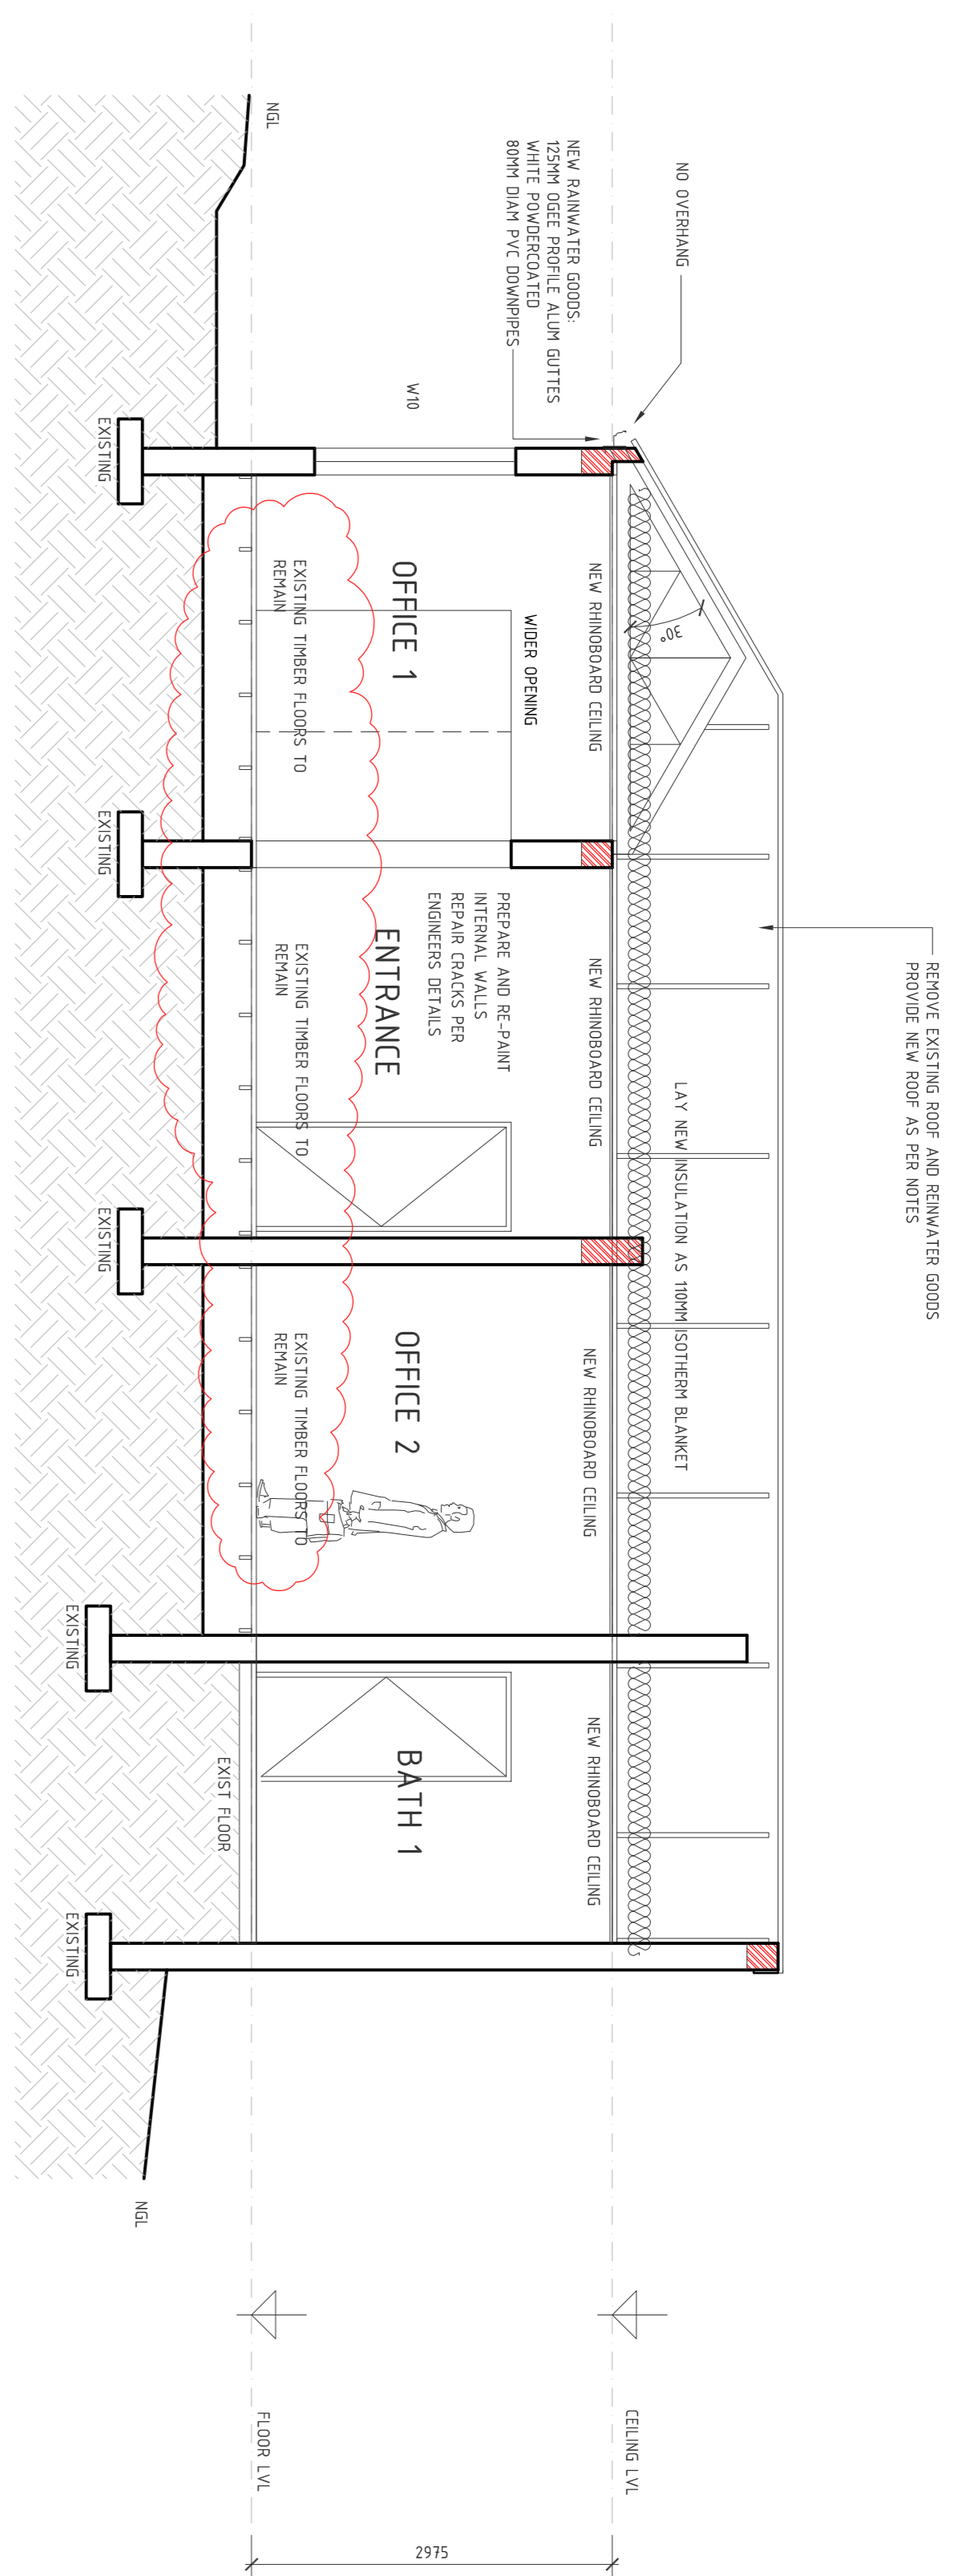 REMOVE EXISTING ROOF AND REINWATER GOODS
PROVIDE NEW ROOF AS PER NOTES
NO OVERHANG
LAY NEW INSULATION AS 110MM ISOTHERM BLANKET
30°
NEW RAINWATER GOODS:
125MM OGEE PROFILE ALUM GUTTES
WHITE POWDERCOATED
80MM DIAM PVC DOWNPIPES
NEW RHINOBOARD CEILING
NEW RHINOBOARD CEILING
NEW RHINOBOARD CEILING
NEW RHINOBOARD CEILING
CEILING LVL
WIDER OPENING
PREPARE AND RE-PAINT
INTERNAL WALLS
REPAIR CRACKS PER
ENGINEERS DETAILS
W10
OFFICE 1
ENTRANCE
OFFICE 2
BATH 1
2975
EXISTING TIMBER FLOORS TO
REMAIN
EXISTING TIMBER FLOORS TO
REMAIN
EXISTING TIMBER FLOORS TO
REMAIN
NGL
FLOOR LVL
EXIST FLOOR
NGL
EXISTING
EXISTING
EXISTING
EXISTING
EXISTING